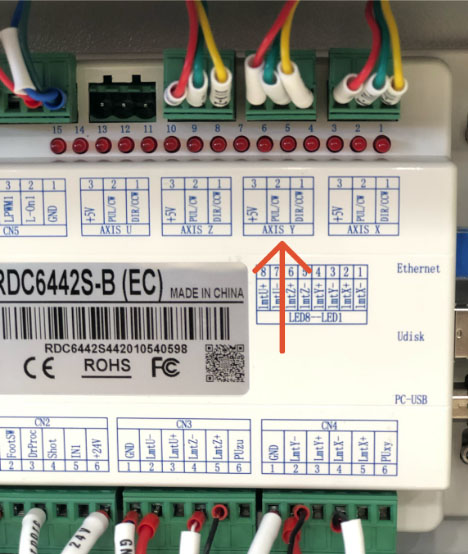 15 14 13 12 11 10 9 8 7 6 5 4 3 2 1
3 2 1
LPWM1 L-On1 GND
CN5
3 2 1
+5V PUL/CW DIR/CCW
AXIS U
3 2 1
+5V PUL/CW DIR/CCW
AXIS Z
3 2 1
+5V PUL/CW DIR/CCW
AXIS Y
3 2 1
+5V PUL/CW DIR/CCW
AXIS X
8 7 6 5 4 3 2 1
LmtU+ LmtU- LmtZ+ LmtZ- LmtY+ LmtY- LmtX+ LmtX-
LED8--LED1
Ethernet
Udisk
PC-USB
RDC6442S-B (EC) MADE IN CHINA
RDC6442S442010540598
CE ROHS FC
CN2
FootSW DrProc Shot IN1 +24V
2 3 4 5 6
CN3
GND LmtU- LmtU+ LmtZ- LmtZ+ PUzu
1 2 3 4 5 6
CN4
GND LmtY- LmtY+ LmtX- LmtX+ PUxy
1 2 3 4 5 6
24V
GN